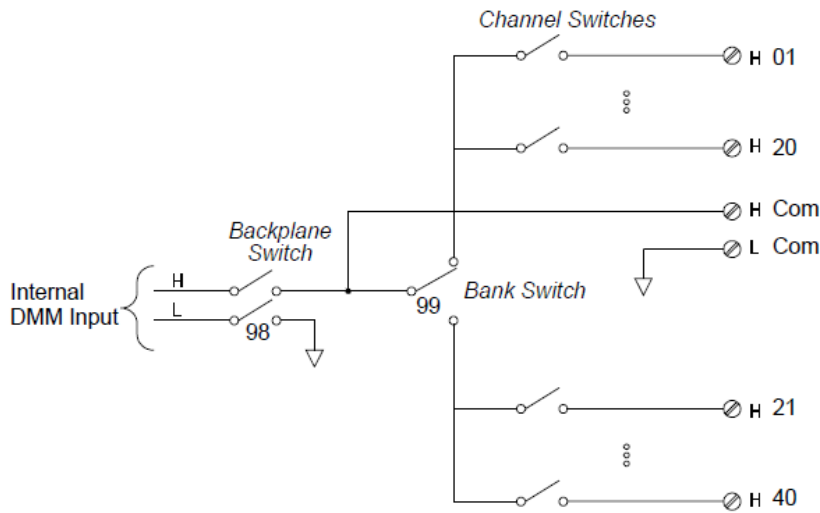 Channel Switches
H 01
H 20
H Com
L Com
Backplane
Switch
Internal
DMM Input
H
L
98
99
Bank Switch
H 21
H 40